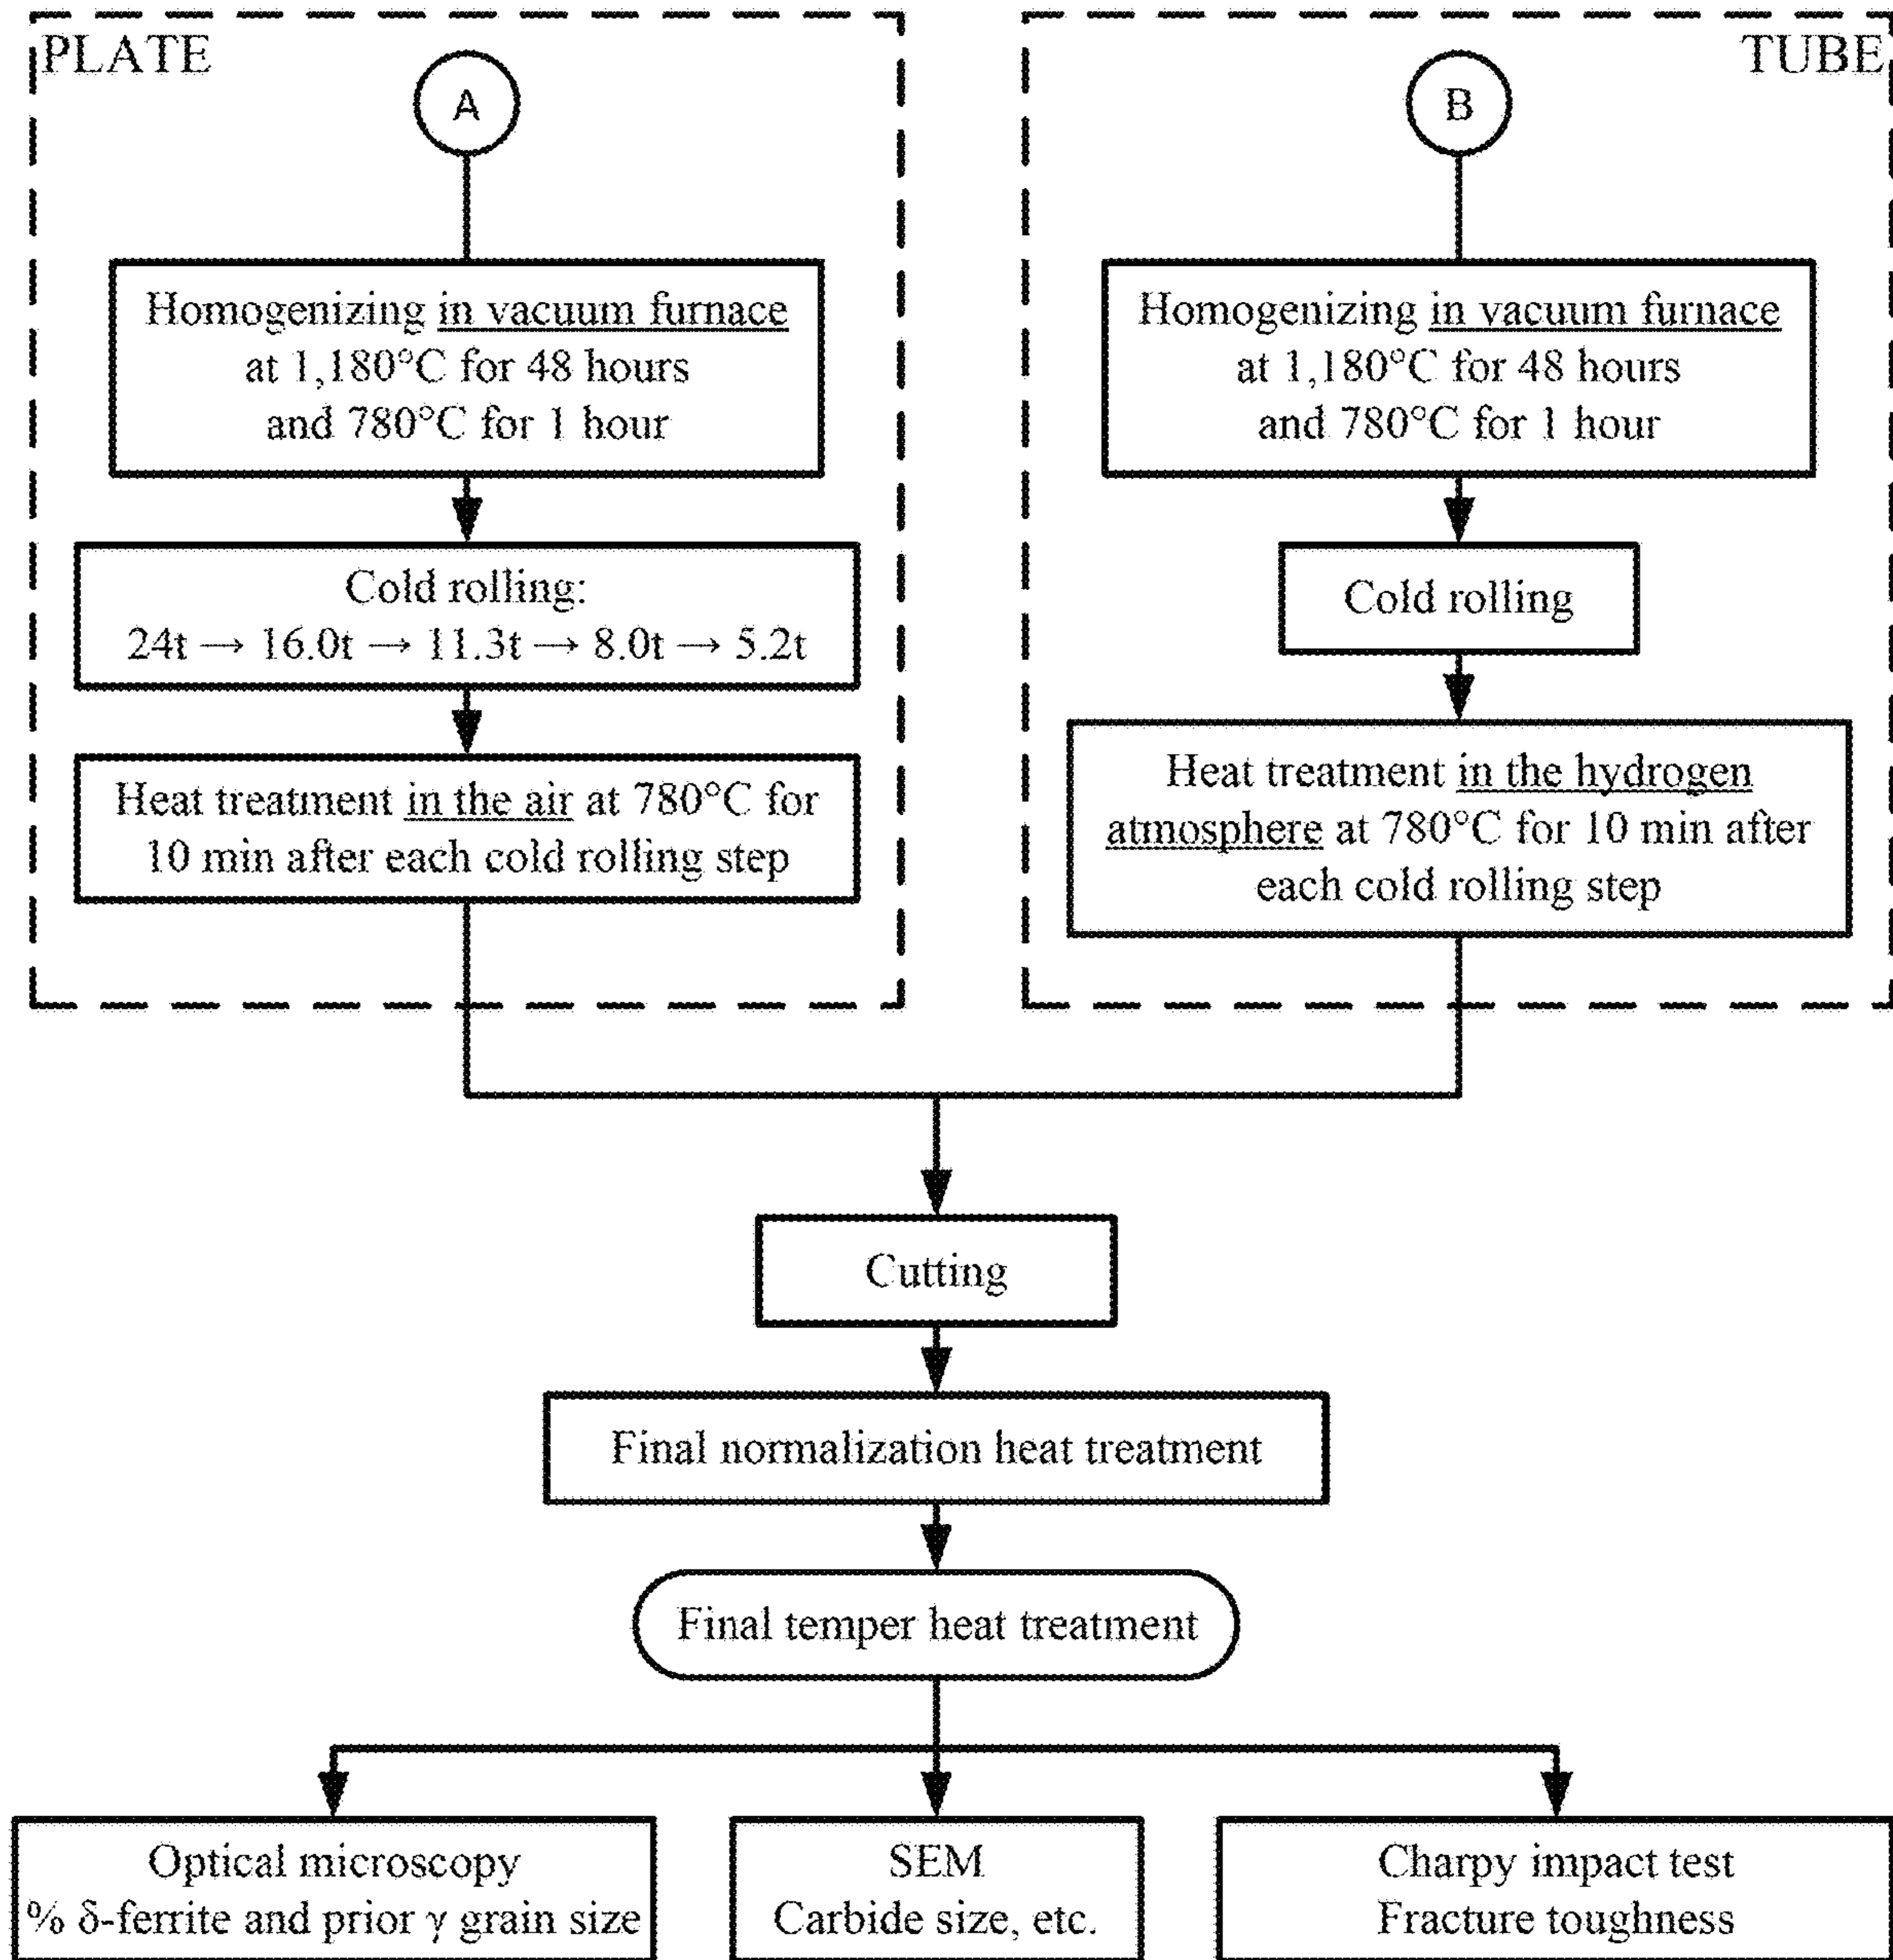 PLATE
A
Homogenizing in vacuum furnace
at 1,180°C for 48 hours
and 780°C for 1 hour
Cold rolling:
24t → 16.0t → 11.3t → 8.0t → 5.2t
Heat treatment in the air at 780°C for
10 min after each cold rolling step
TUBE
B
Homogenizing in vacuum furnace
at 1,180°C for 48 hours
and 780°C for 1 hour
Cold rolling
Heat treatment in the hydrogen
atmosphere at 780°C for 10 min after
each cold rolling step
Cutting
Final normalization heat treatment
Final temper heat treatment
Optical microscopy
% δ-ferrite and prior γ grain size
SEM
Carbide size, etc.
Charpy impact test
Fracture toughness